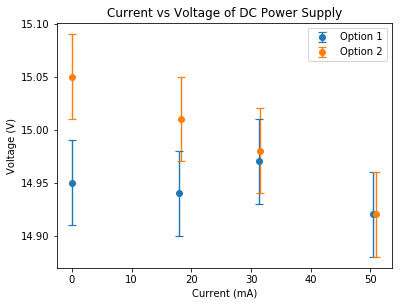 Current vs Voltage of DC Power Supply
15.10
15.05
15.00
14.95
14.90
Voltage (V)
Option 1
Option 2
0
10
20
30
40
50
Current (mA)